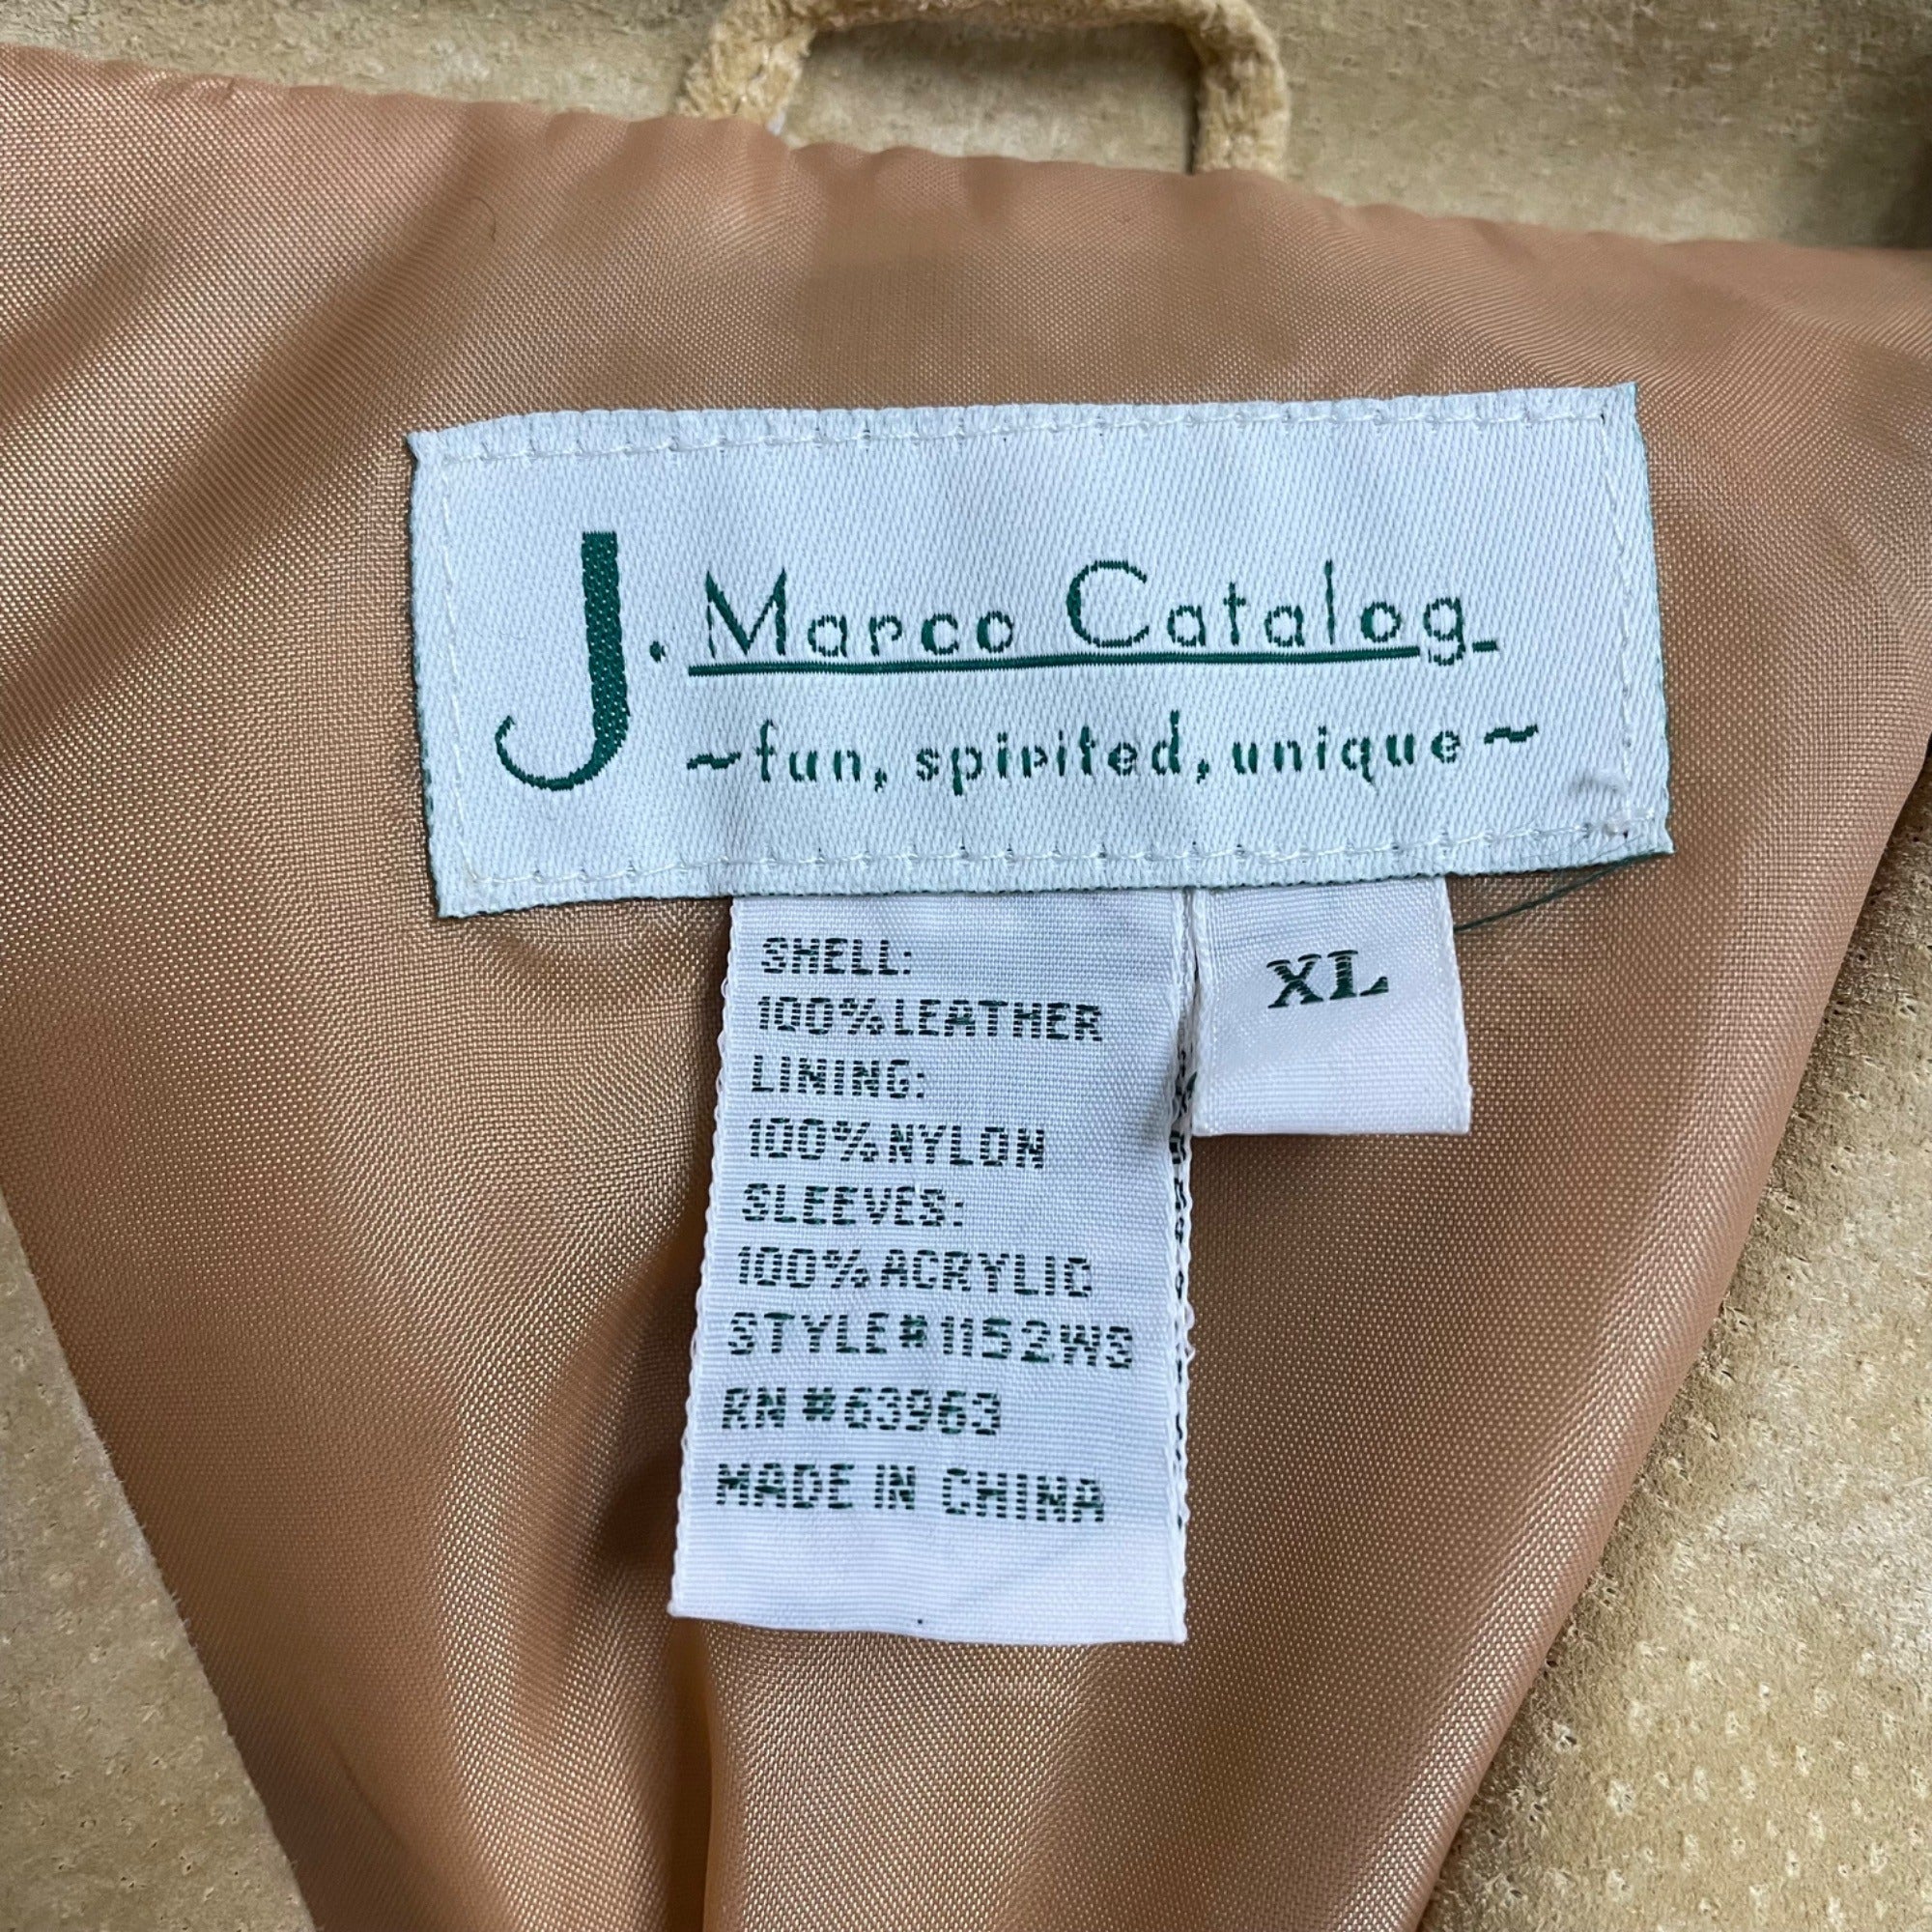 J. Marco Catalog
~fun, spirited, unique~
XL
SHELL:
100%LEATHER
LINING:
100%NYLON
SLEEVES:
100%ACRYLIC
STYLE#1152WS
RN #63963
MADE IN CHINA